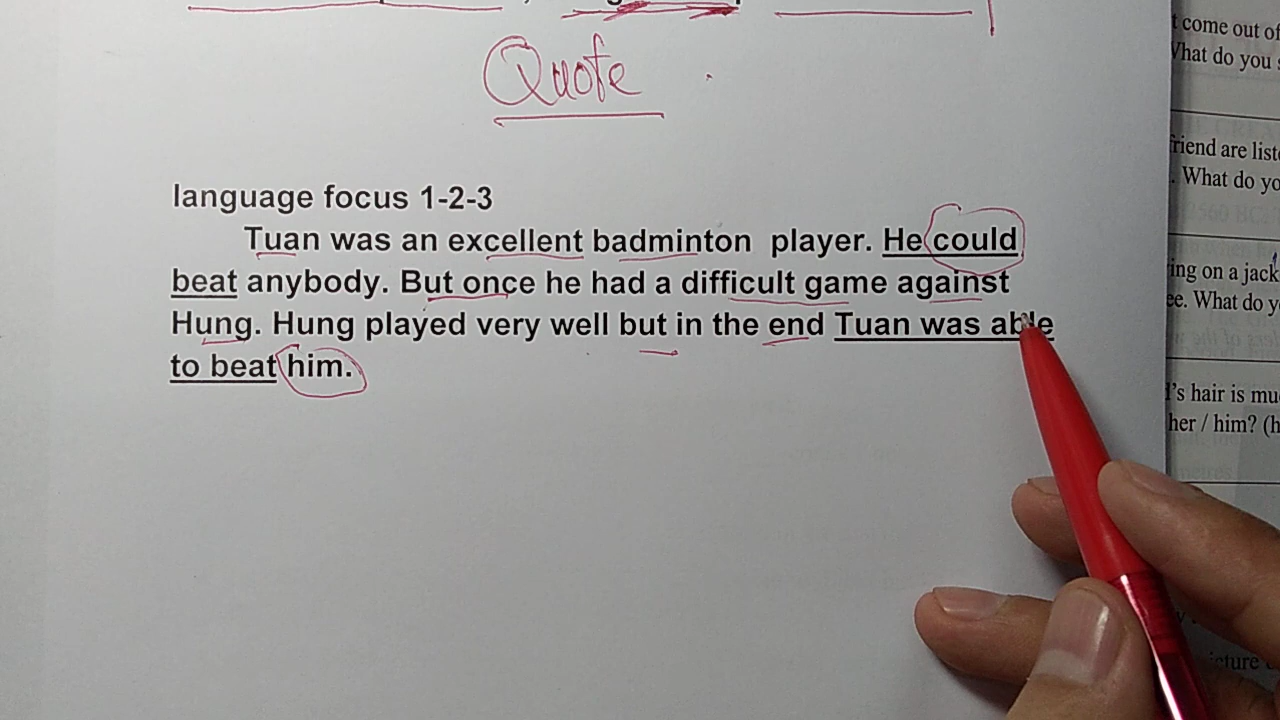 Quote
language focus 1-2-3
Tuan was an excellent badminton player. He could
beat anybody. But once he had a difficult game against
Hung. Hung played very well but in the end Tuan was able
to beat him.
t come out of
What do you
friend are liste
. What do yo
ing on a jack
ee. What do y
's hair is mu
her / him? (h